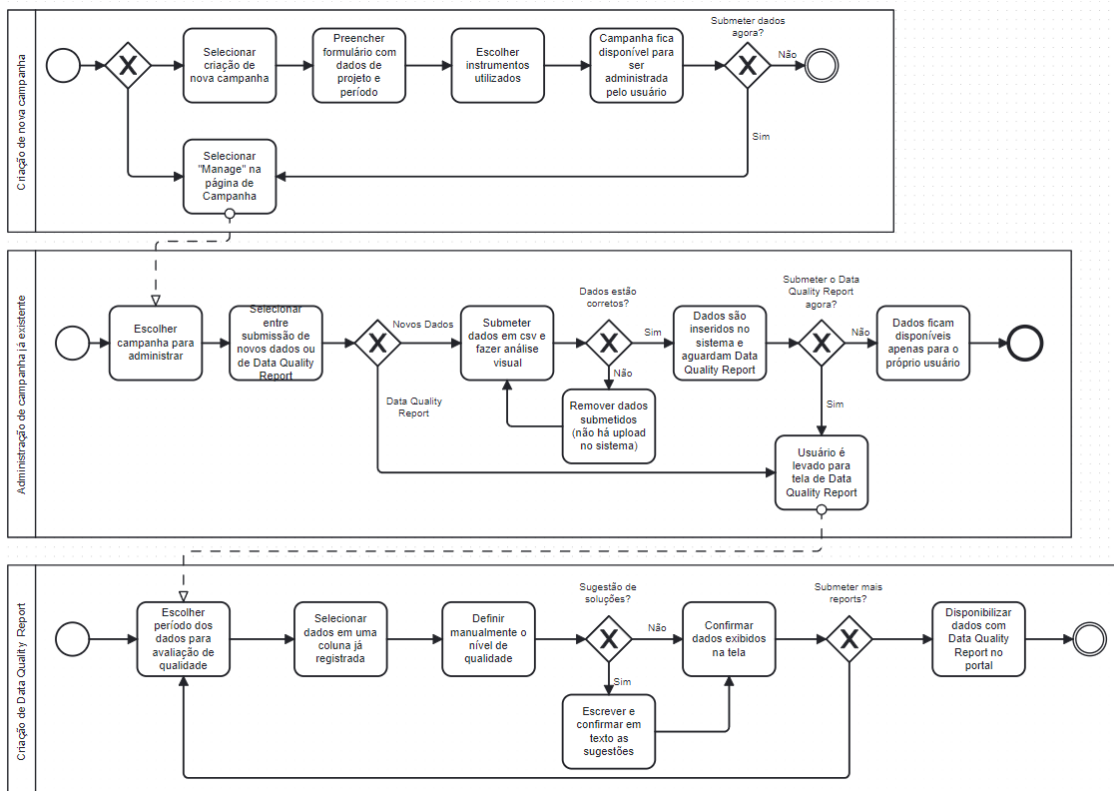 Criação de nova campanha
Selecionar
criação de
nova campanha
Preencher
formulário com
dados de
projeto e
período
Escolher
instrumentos
utilizados
Campanha fica
disponível para
ser
administrada
pelo usuário
Submeter dados
agora?
Não
Sim
Selecionar
"Manage" na
página de
Campanha
Administração de campanha já existente
Escolher
campanha para
administrar
Selecionar
entre
submissão de
novos dados ou
de Data Quality
Report
Novos Dados
Data Quality
Report
Submeter
dados em csv e
fazer análise
visual
Dados estão
corretos?
Sim
Não
Remover dados
submetidos
(não há upload
no sistema)
Dados são
inseridos no
sistema e
aguardam Data
Quality Report
Submeter o Data
Quality Report
agora?
Não
Sim
Dados ficam
disponíveis
apenas para o
próprio usuário
Usuário é
levado para
tela de Data
Quality Report
Criação de Data Quality Report
Escolher
período dos
dados para
avaliação de
qualidade
Selecionar
dados em uma
coluna já
registrada
Definir
manualmente o
nível de
qualidade
Sugestão de
soluções?
Não
Sim
Escrever e
confirmar em
texto as
sugestões
Confirmar
dados exibidos
na tela
Submeter mais
reports?
Disponibilizar
dados com
Data Quality
Report no
portal